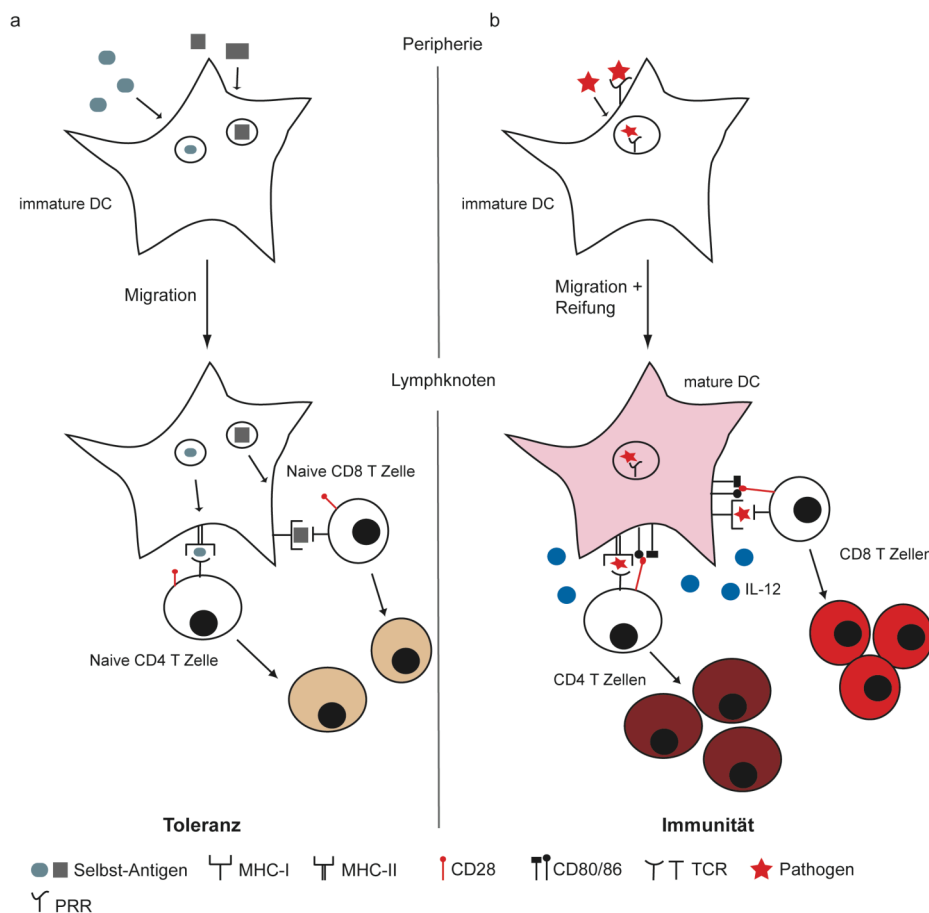 a
b
Peripherie
immature DC
immature DC
Migration
Migration +
Reifung
Lymphknoten
mature DC
Naive CD8 T Zelle
CD8 T Zellen
IL-12
Naive CD4 T Zelle
CD4 T Zellen
Toleranz
Immunität
Selbst-Antigen
MHC-I
MHC-II
CD28
CD80/86
TCR
Pathogen
PRR